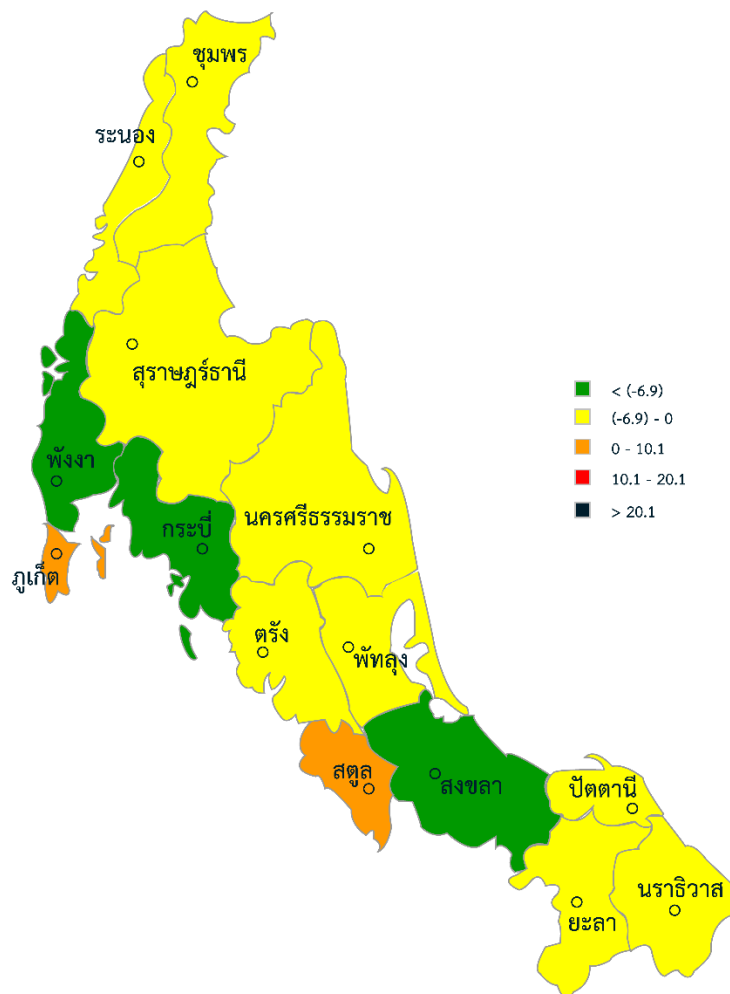 ชุมพร
ระนอง
สุราษฎร์ธานี
พังงา
นครศรีธรรมราช
กระบี่
ภูเก็ต
ตรัง
พัทลุง
สตูล
สงขลา
ปัตตานี
นราธิวาส
ยะลา
< (-6.9)
(-6.9) - 0
0 - 10.1
10.1 - 20.1
> 20.1